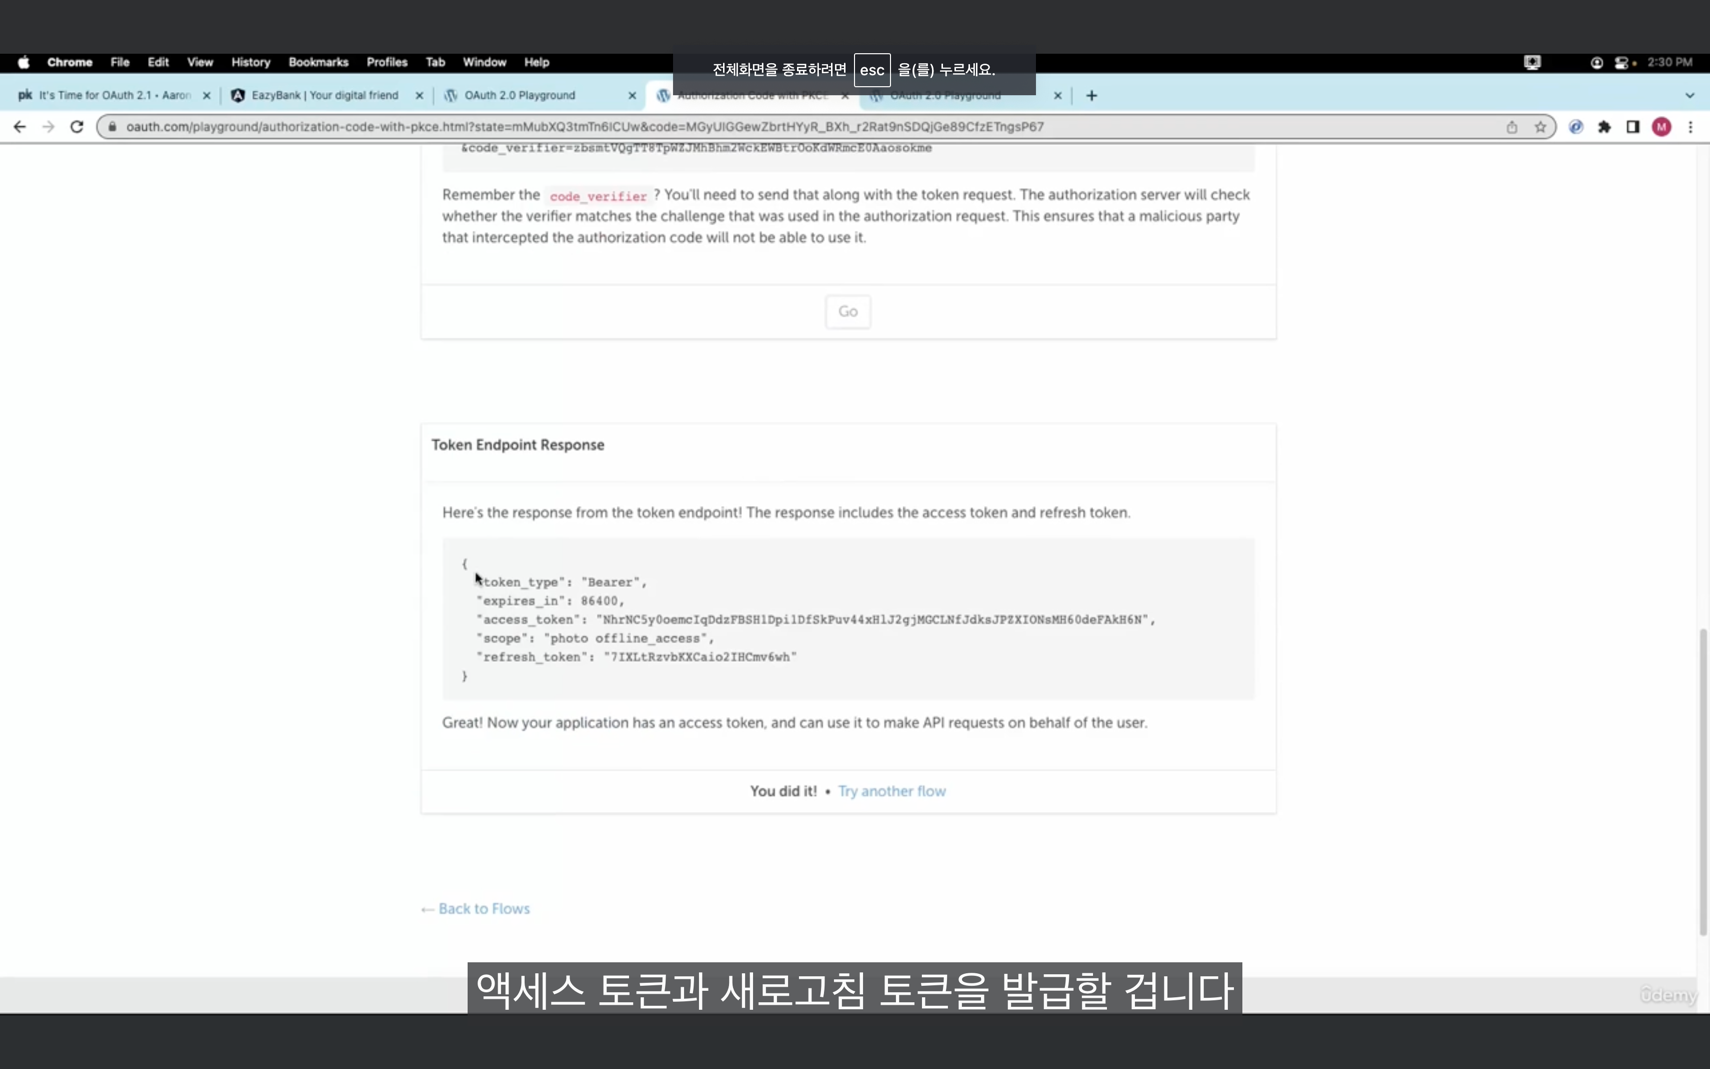 Chrome File Edit View History Bookmarks Profiles Tab Window Help
2:30 PM
전체화면을 종료하려면 esc 을(를) 누르세요.
pk It's Time for OAuth 2.1 • Aaron
EazyBank | Your digital friend
OAuth 2.0 Playground
Authorization Code with PKCE
OAuth 2.0 Playground
oauth.com/playground/authorization-code-with-pkce.html?state=mMubXQ3tmTn6ICUw&code=MGyUIGGewZbrtHYyR_BXh_r2Rat9nSDQjGe89CfzETngsP67
M
&code_verifier=zbsmtVQgTT8TpWZJMhBhm2WckEWBtrOoKdWRmcE0Aaosokme
Remember the code_verifier ? You'll need to send that along with the token request. The authorization server will check
whether the verifier matches the challenge that was used in the authorization request. This ensures that a malicious party
that intercepted the authorization code will not be able to use it.
Go
Token Endpoint Response
Here's the response from the token endpoint! The response includes the access token and refresh token.
{
"token_type": "Bearer",
"expires_in": 86400,
"access_token": "NhrNC5y0oemcIqDdzFBSHlDpilDfSkPuv44xHlJ2gjMGCLNfJdksJPZXIONsMH60deFAkH6N",
"scope": "photo offline_access",
"refresh_token": "7IXLtRzvbKXCaio2IHCmv6wh"
}
Great! Now your application has an access token, and can use it to make API requests on behalf of the user.
You did it! • Try another flow
← Back to Flows
액세스 토큰과 새로고침 토큰을 발급할 겁니다
ûdemy